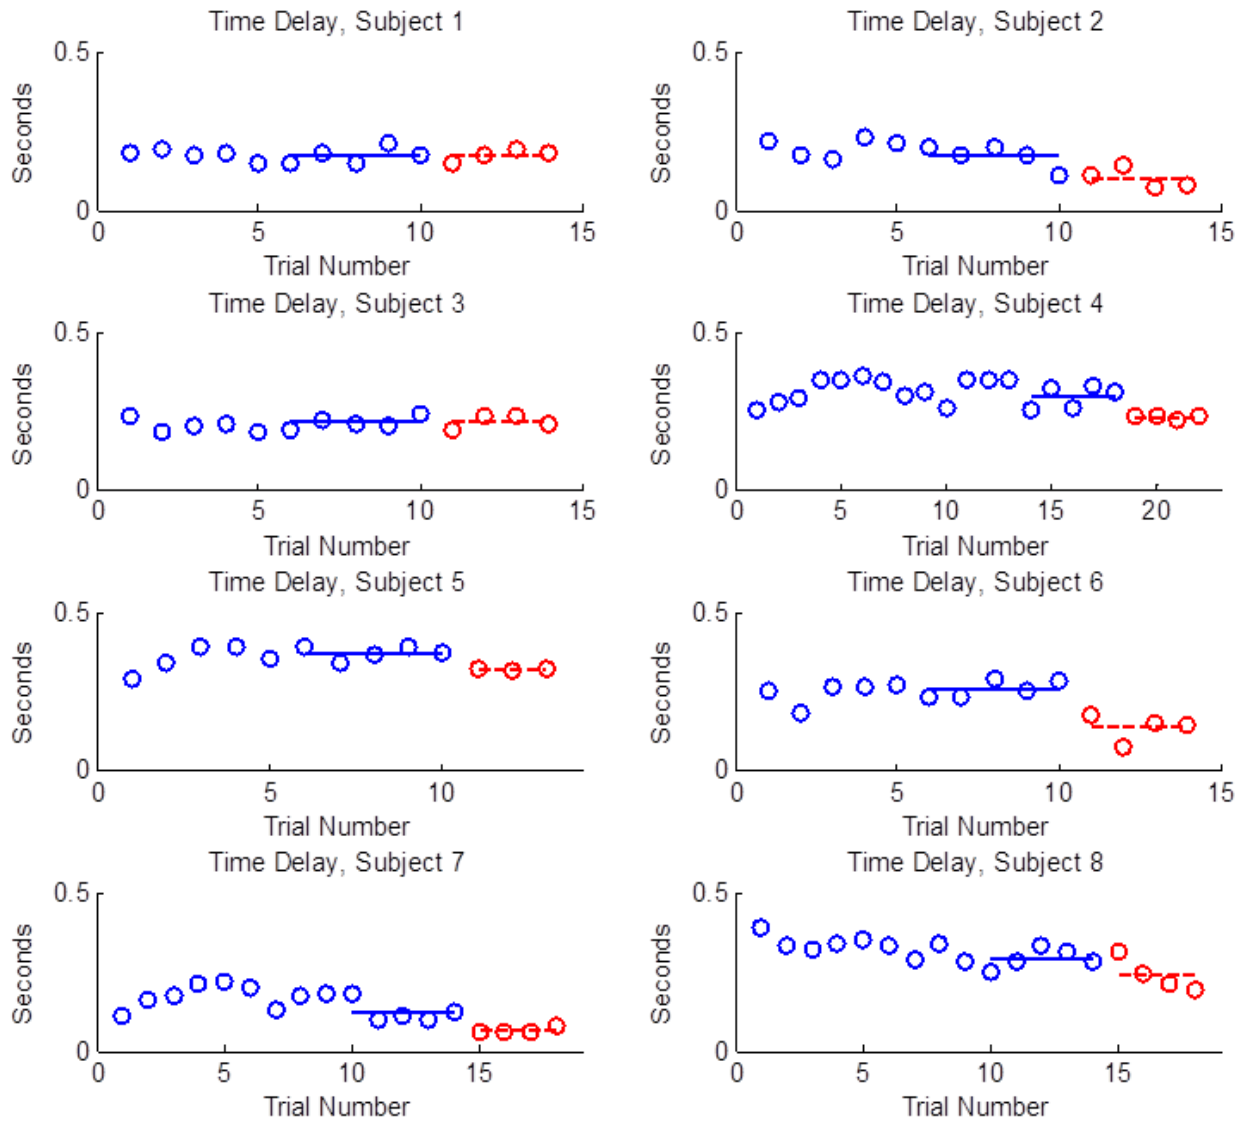 Time Delay, Subject 1
0.5
Seconds
0
0 5 10 15
Trial Number
Time Delay, Subject 2
0.5
Seconds
0
0 5 10 15
Trial Number
Time Delay, Subject 3
0.5
Seconds
0
0 5 10 15
Trial Number
Time Delay, Subject 4
0.5
Seconds
0
0 5 10 15 20
Trial Number
Time Delay, Subject 5
0.5
Seconds
0
0 5 10
Trial Number
Time Delay, Subject 6
0.5
Seconds
0
0 5 10 15
Trial Number
Time Delay, Subject 7
0.5
Seconds
0
0 5 10 15
Trial Number
Time Delay, Subject 8
0.5
Seconds
0
0 5 10 15
Trial Number